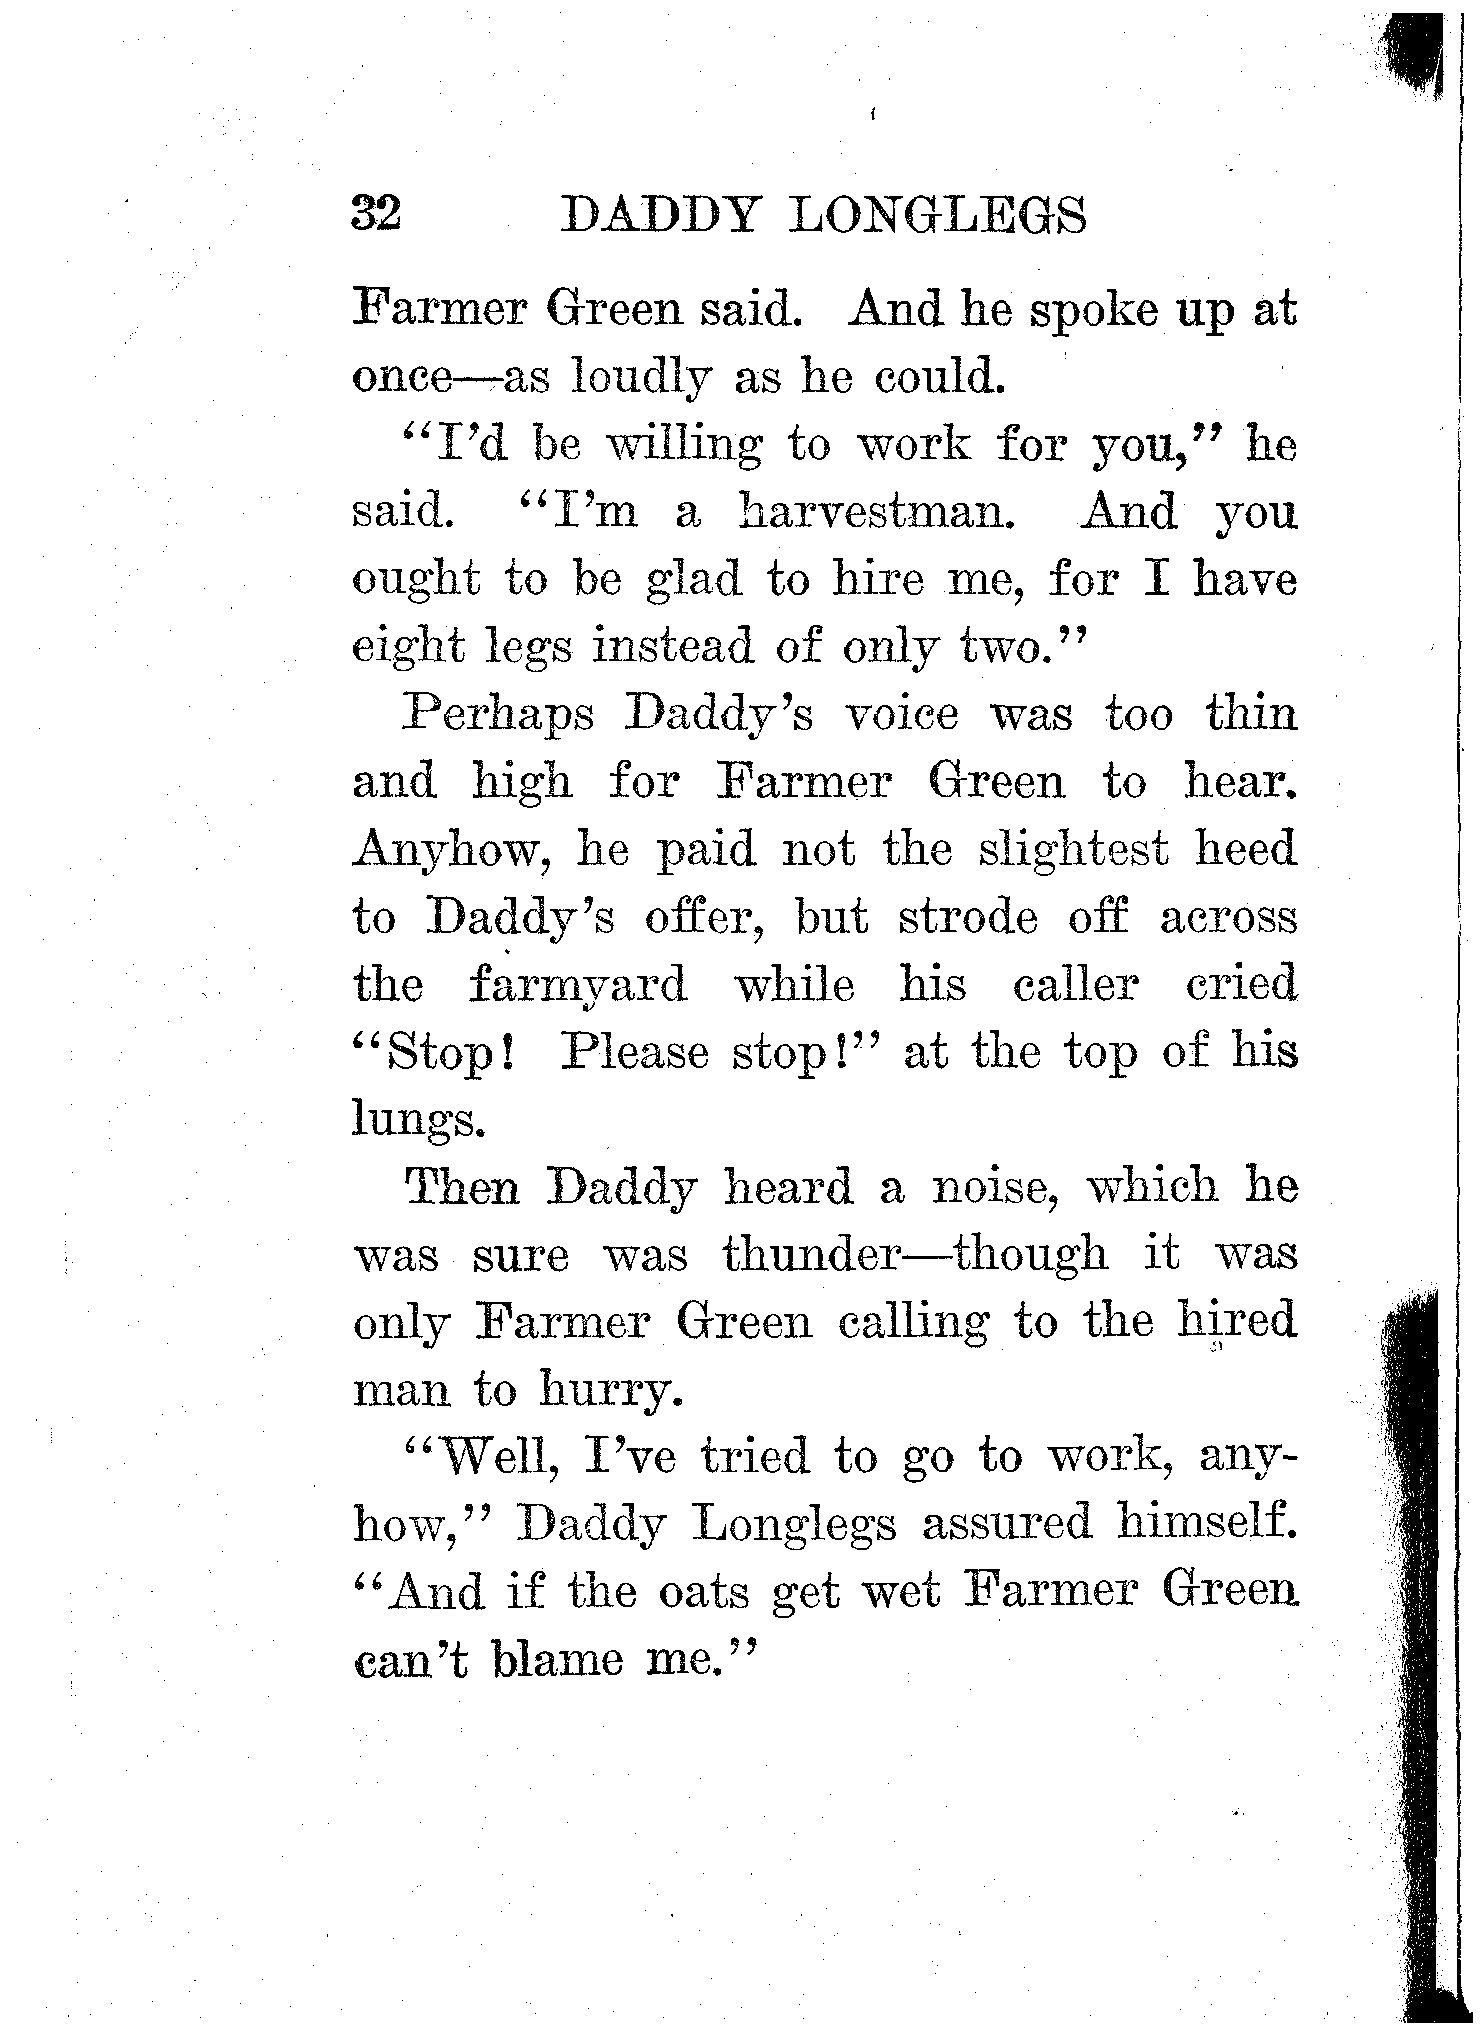 32 DADDY LONGLEGS
Farmer Green said. And he spoke up at
once—as loudly as he could.
"I'd be willing to work for you," he
said. "I'm a harvestman. And you
ought to be glad to hire me, for I have
eight legs instead of only two."
Perhaps Daddy's voice was too thin
and high for Farmer Green to hear.
Anyhow, he paid not the slightest heed
to Daddy's offer, but strode off across
the farmyard while his caller cried
"Stop! Please stop!" at the top of his
lungs.
Then Daddy heard a noise, which he
was sure was thunder—though it was
only Farmer Green calling to the hired
man to hurry.
"Well, I've tried to go to work, any-
how," Daddy Longlegs assured himself.
"And if the oats get wet Farmer Green
can't blame me."